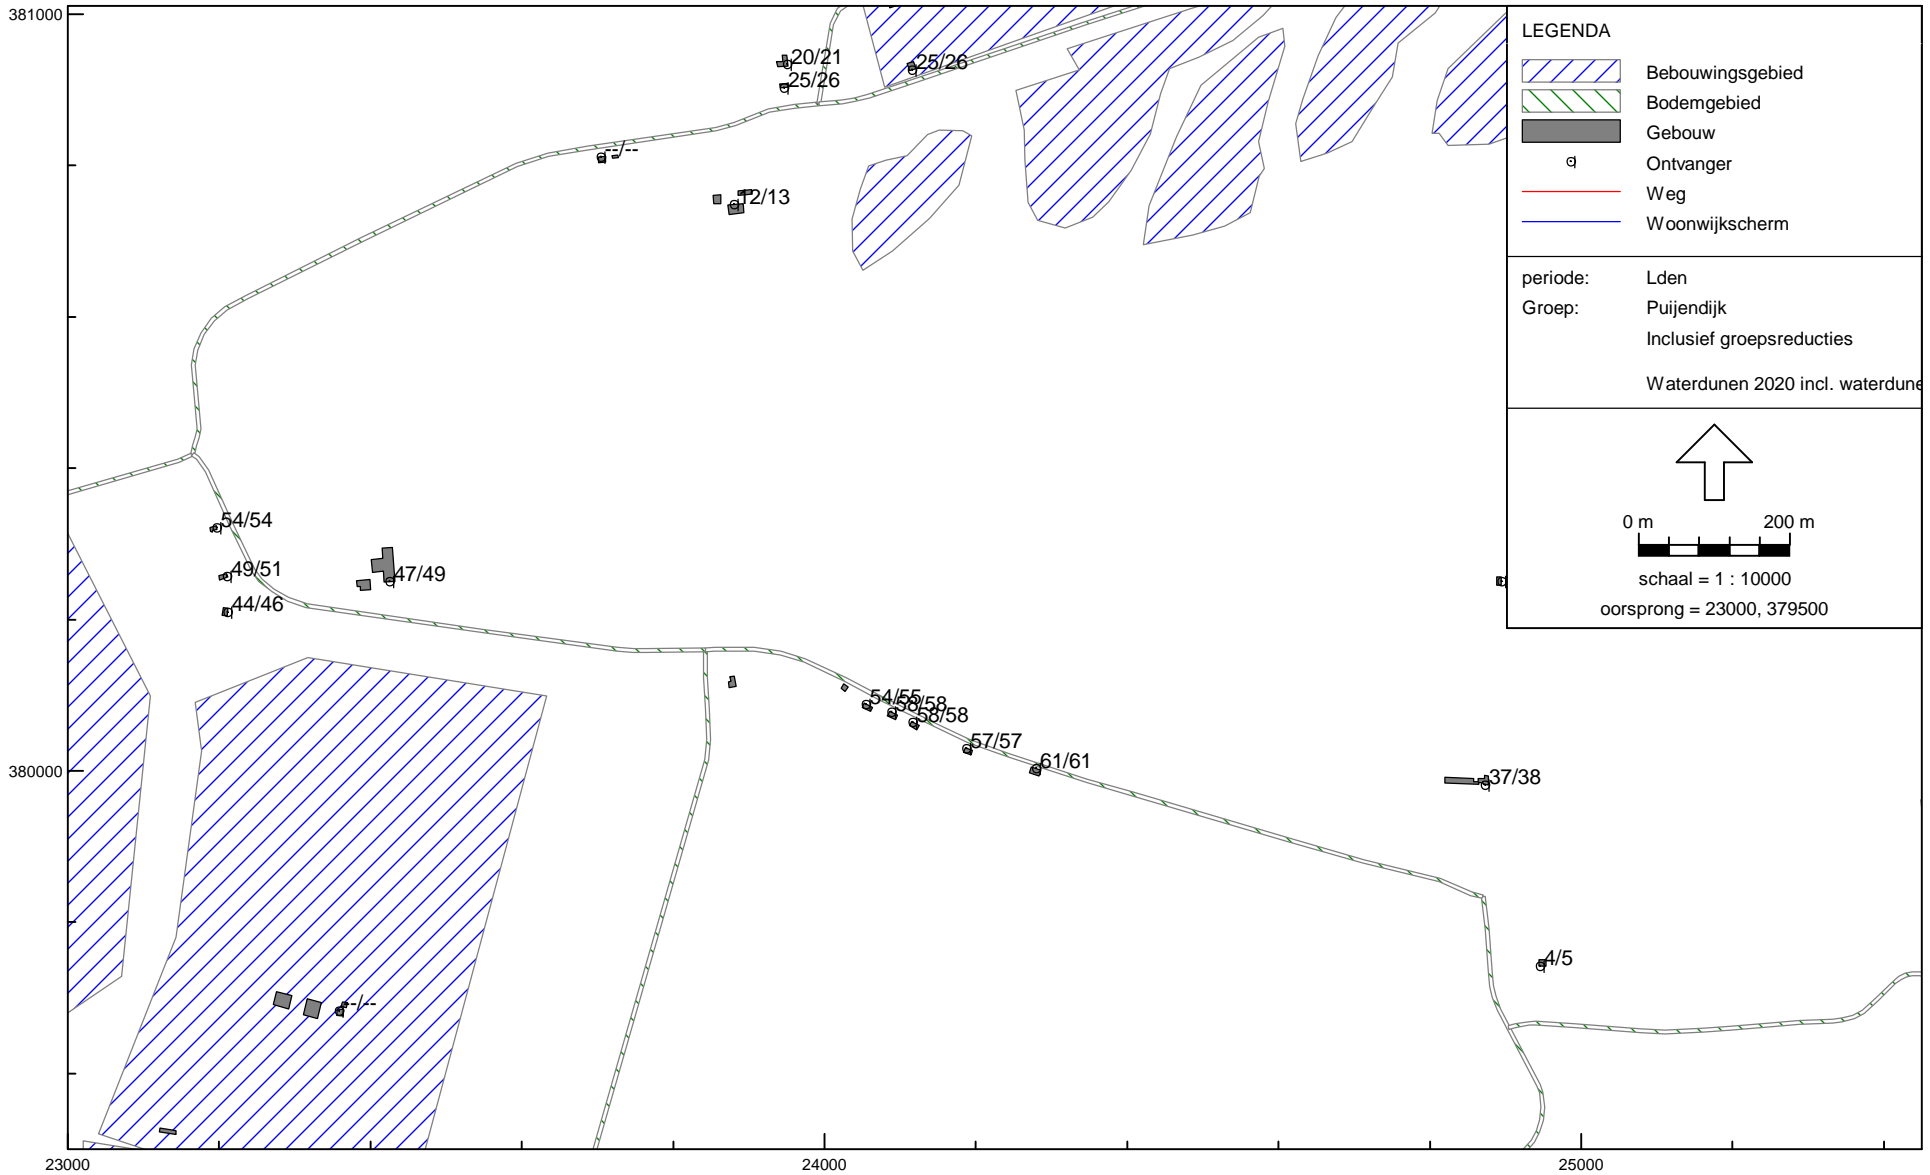 381000
20/21
25/26
25/26
--/--
12/13
LEGENDA
Bebouwingsgebied
Bodemgebied
Gebouw
Ontvanger
Weg
Woonwijkscherm
periode: Lden
Groep: Puijendijk
Inclusief groepsreducties
Waterdunen 2020 incl. waterdune
0 m 200 m
schaal = 1 : 10000
oorsprong = 23000, 379500
54/54
49/51
47/49
44/46
54/55
58/58
58/58
57/57
61/61
380000
37/38
4/5
--/--
23000 24000 25000